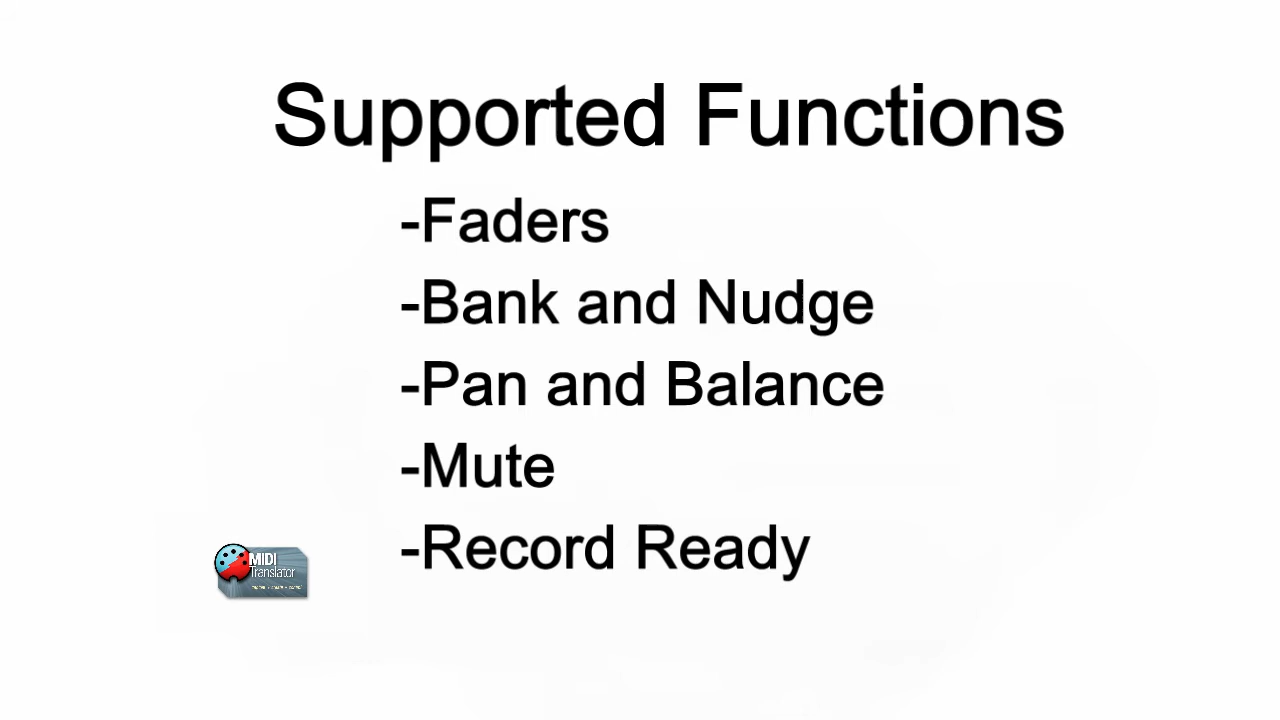 Supported Functions
-Faders
-Bank and Nudge
-Pan and Balance
-Mute
-Record Ready
MIDI
Translator